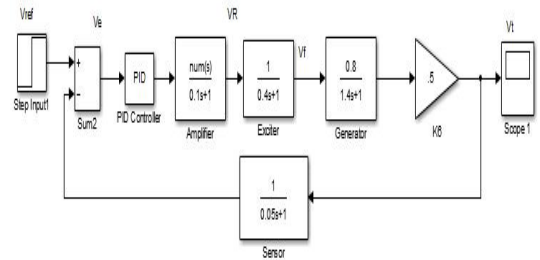 Vref
Ve
VR
Vf
Vt
+
−
Step Input1
Sum2
PID
PID Controller
num(s)
0.1s+1
Amplifier
1
0.4s+1
Exciter
0.8
1.4s+1
Generator
.5
K6
Scope 1
1
0.05s+1
Sensor